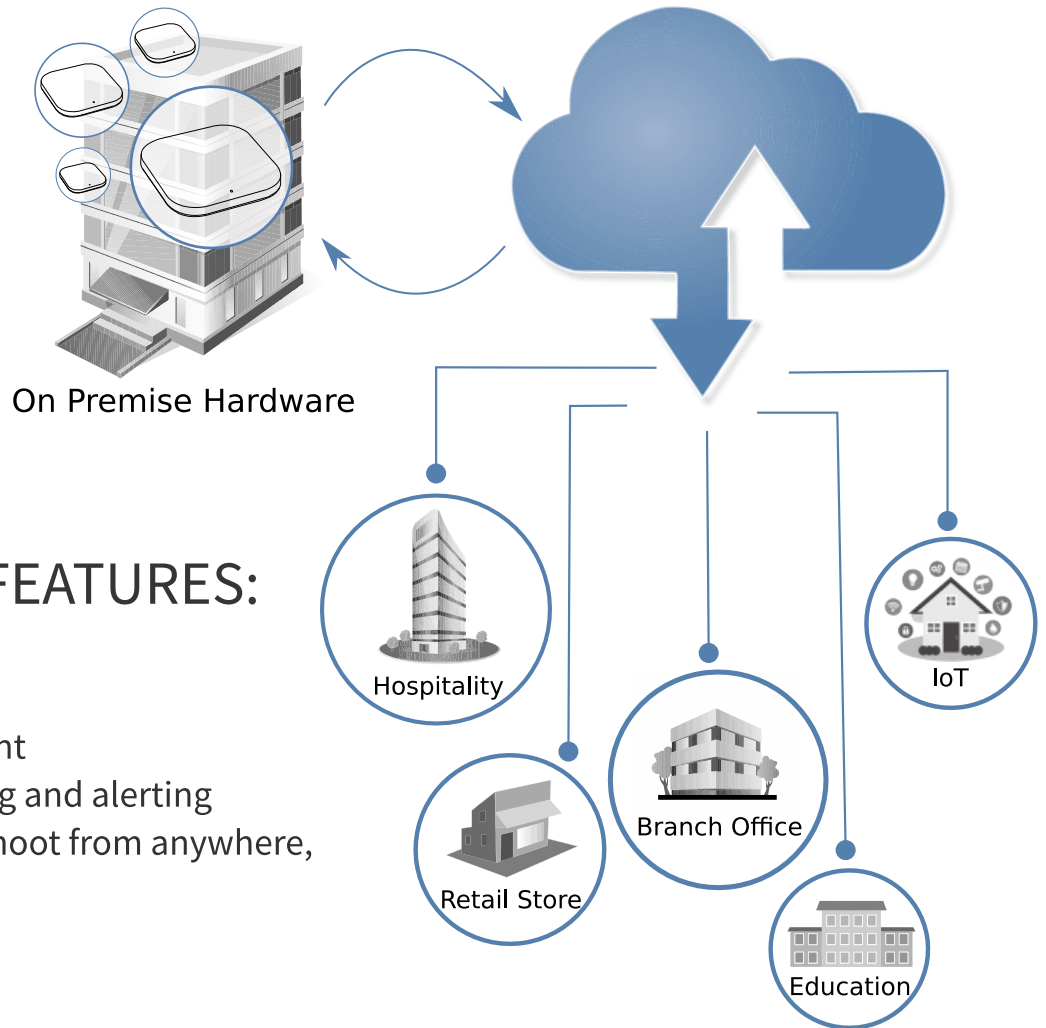 On Premise Hardware
FEATURES:
Hospitality
IoT
nt
g and alerting
hoot from anywhere,
Branch Office
Retail Store
Education